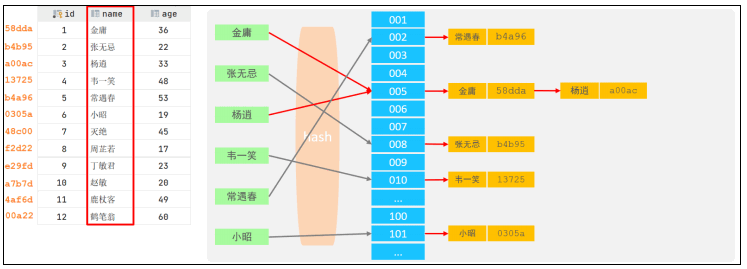 id name age
58dda 1 金庸 36
b4b95 2 张无忌 22
a00ac 3 杨逍 33
13725 4 韦一笑 48
b4a96 5 常遇春 53
0305a 6 小昭 19
48c00 7 灭绝 45
f2d22 8 周芷若 17
e29fd 9 丁敏君 23
a7b7d 10 赵敏 20
4af6d 11 鹿杖客 49
00a22 12 鹤笔翁 60
金庸
张无忌
杨逍
韦一笑
常遇春
小昭
hash
001
002 常遇春 b4a96
003
004
005 金庸 58dda 杨逍 a00ac
006
007
008 张无忌 b4b95
009
010 韦一笑 13725
...
100
101 小昭 0305a
...